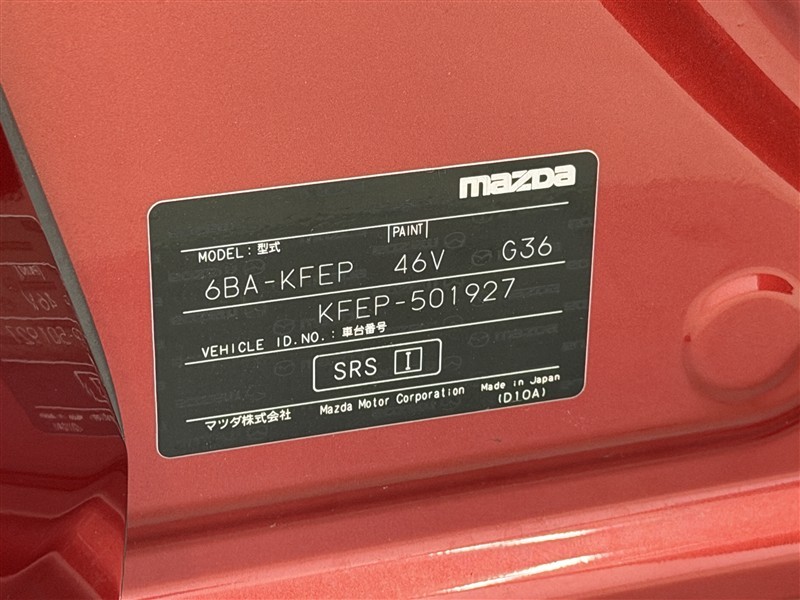 mazda
MODEL: 型式 PAINT
6BA-KFEP 46V G36
KFEP-501927
VEHICLE ID.NO.: 車台番号
SRS I
マツダ株式会社 Mazda Motor Corporation Made in Japan
(D10A)